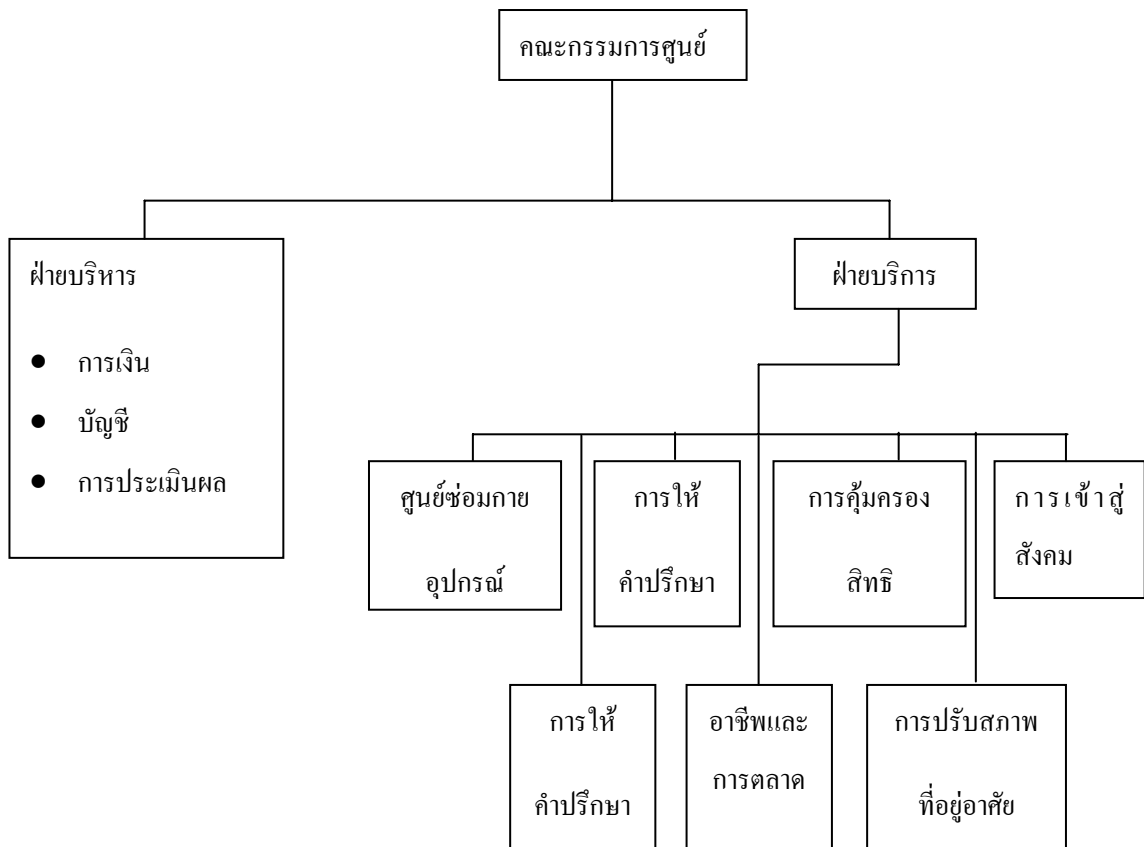 คณะกรรมการศูนย์
ฝ่ายบริหาร
● การเงิน
● บัญชี
● การประเมินผล
ฝ่ายบริการ
ศูนย์ซ่อมกาย
อุปกรณ์
การให้
คำปรึกษา
การคุ้มครอง
สิทธิ
การเข้าสู่
สังคม
การให้
คำปรึกษา
อาชีพและ
การตลาด
การปรับสภาพ
ที่อยู่อาศัย